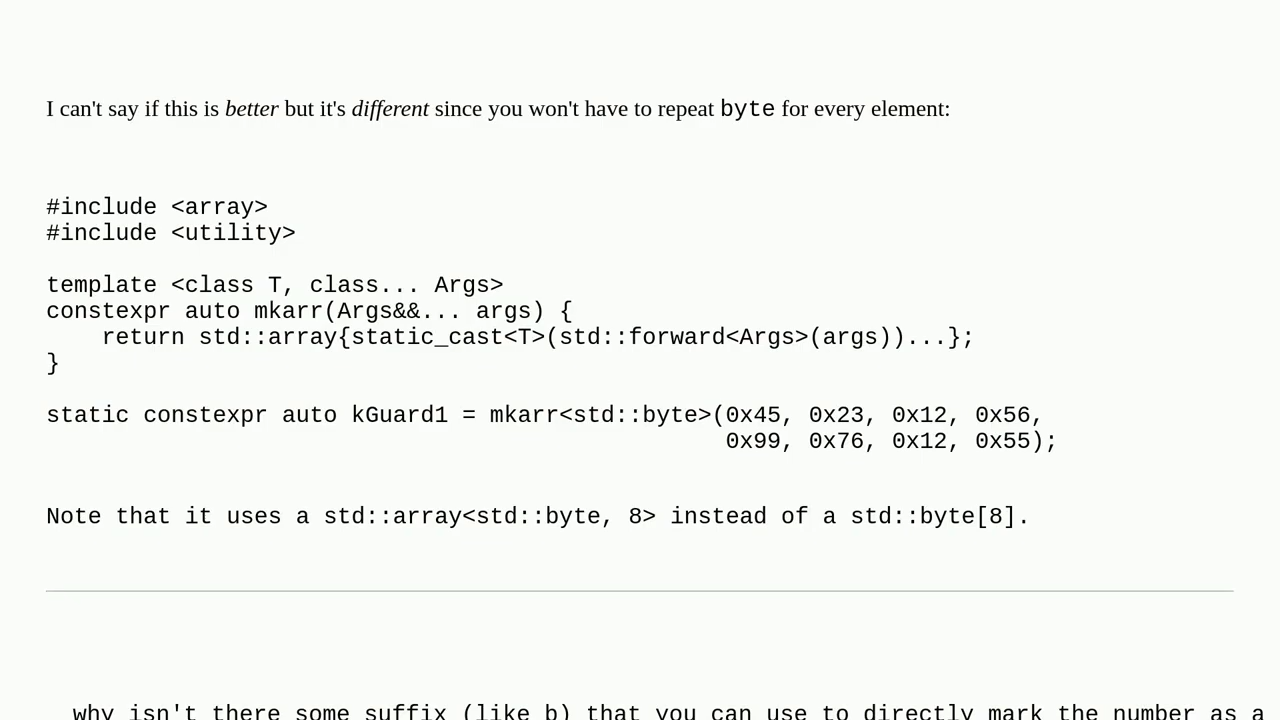 I can't say if this is better but it's different since you won't have to repeat byte for every element:
#include <array>
#include <utility>
template <class T, class... Args>
constexpr auto mkarr(Args&&... args) {
    return std::array{static_cast<T>(std::forward<Args>(args))...};
}
static constexpr auto kGuard1 = mkarr<std::byte>(0x45, 0x23, 0x12, 0x56,
                                                 0x99, 0x76, 0x12, 0x55);
Note that it uses a std::array<std::byte, 8> instead of a std::byte[8].
why isn't there some suffix (like b) that you can use to directly mark the number as a